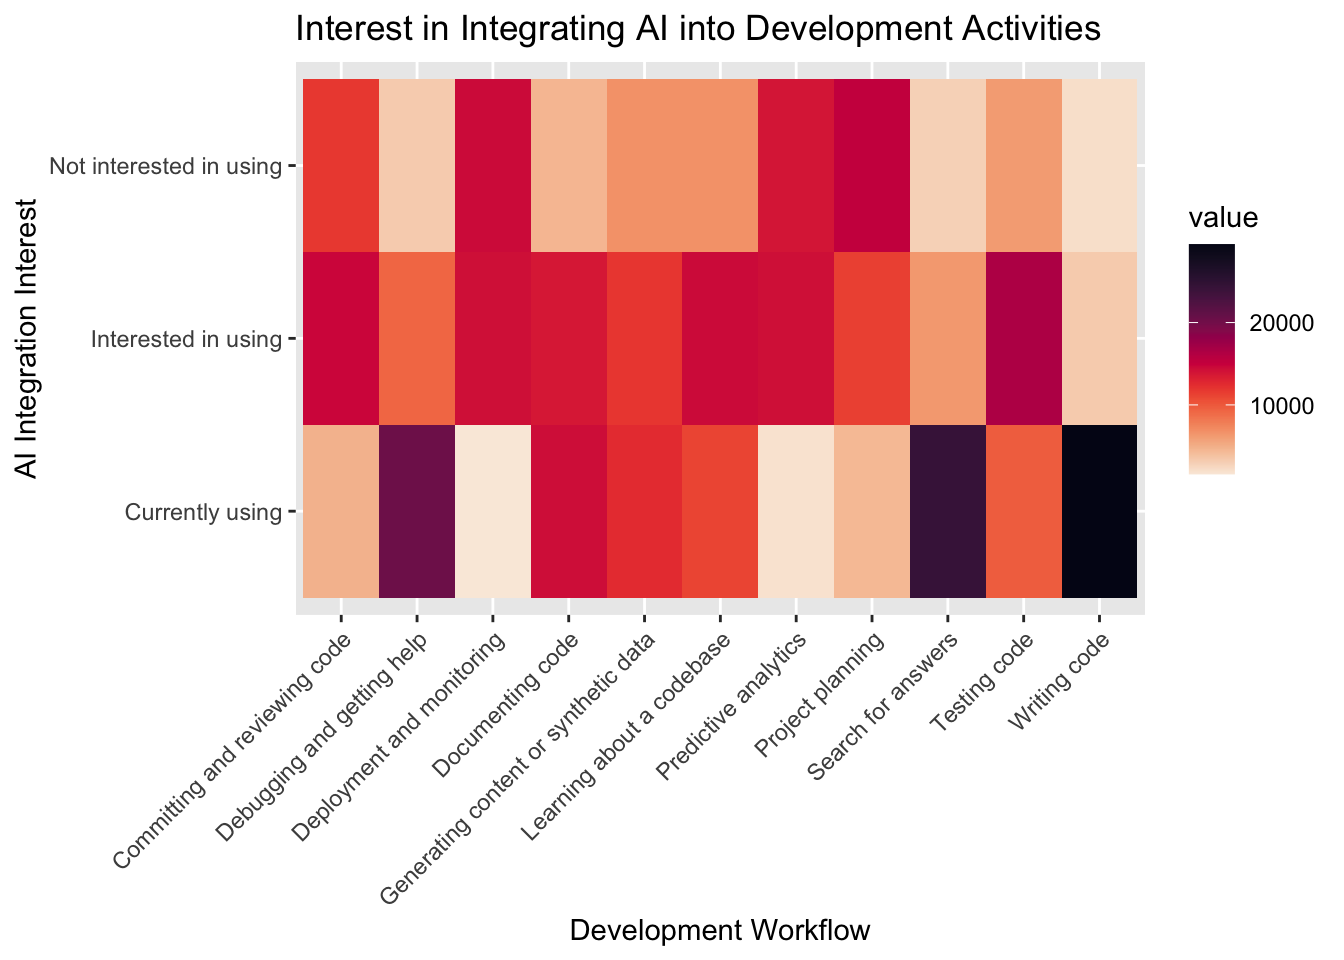 Interest in Integrating AI into Development Activities
AI Integration Interest
Not interested in using
Interested in using
Currently using
value
20000
10000
Committing and reviewing code
Debugging and getting help
Deployment and monitoring
Documenting code
Generating content or synthetic data
Learning about a codebase
Predictive analytics
Project planning
Search for answers
Testing code
Writing code
Development Workflow